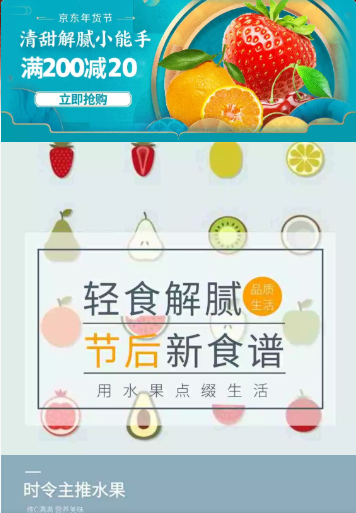 京东年货节
清甜解腻小能手
满200减20
立即抢购
轻食解腻
品质
生活
节后新食谱
用水果点缀生活
时令主推水果